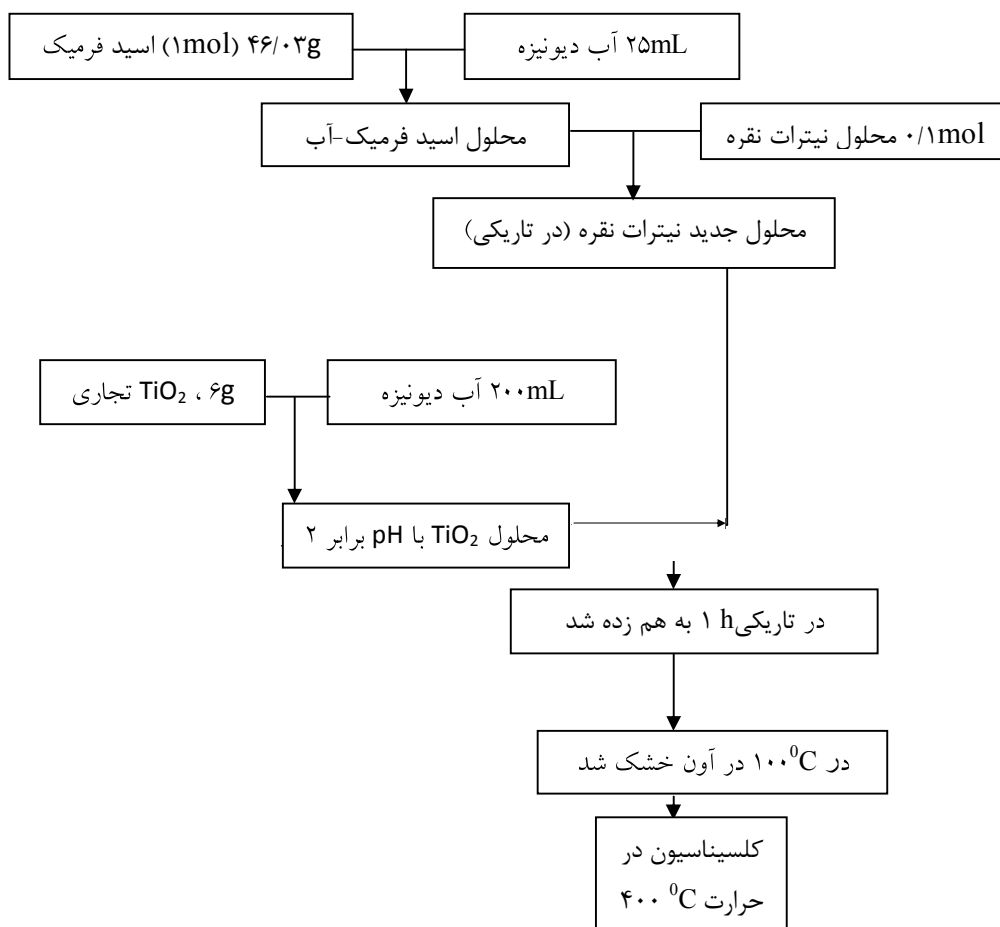 ۴۶/۰۳g (۱mol) اسید فرمیک
۲۵mL آب دیونیزه
محلول اسید فرمیک-آب
۰/۱mol محلول نیترات نقره
محلول جدید نیترات نقره (در تاریکی)
۶g ، TiO₂ تجاری
۲۰۰mL آب دیونیزه
محلول TiO₂ با pH برابر ۲
در تاریکی ۱ h به هم زده شد
در ۱۰۰⁰C در آون خشک شد
کلسیناسیون در
حرارت ۴۰۰ ⁰C